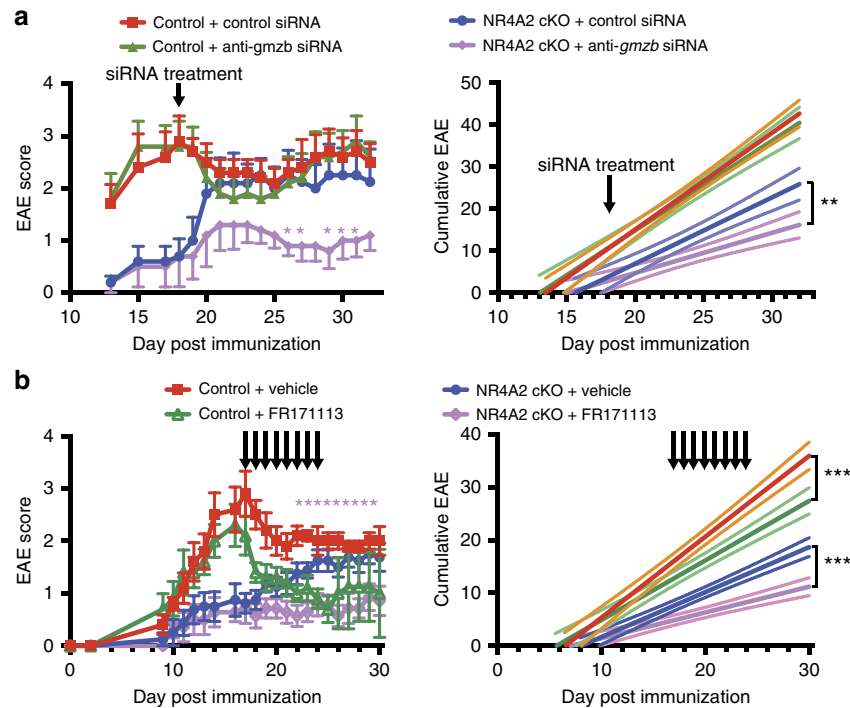 a
Control + control siRNA
Control + anti-gmzb siRNA
NR4A2 cKO + control siRNA
NR4A2 cKO + anti-gmzb siRNA
siRNA treatment
EAE score
4
3
2
1
0
* * * * *
10 15 20 25 30
Day post immunization
siRNA treatment
Cumulative EAE
50
40
30
20
10
0
**
10 15 20 25 30
Day post immunization
b
Control + vehicle
Control + FR171113
NR4A2 cKO + vehicle
NR4A2 cKO + FR171113
EAE score
4
3
2
1
0
*********
0 10 20 30
Day post immunization
Cumulative EAE
40
30
20
10
0
***
***
0 10 20 30
Day post immunization